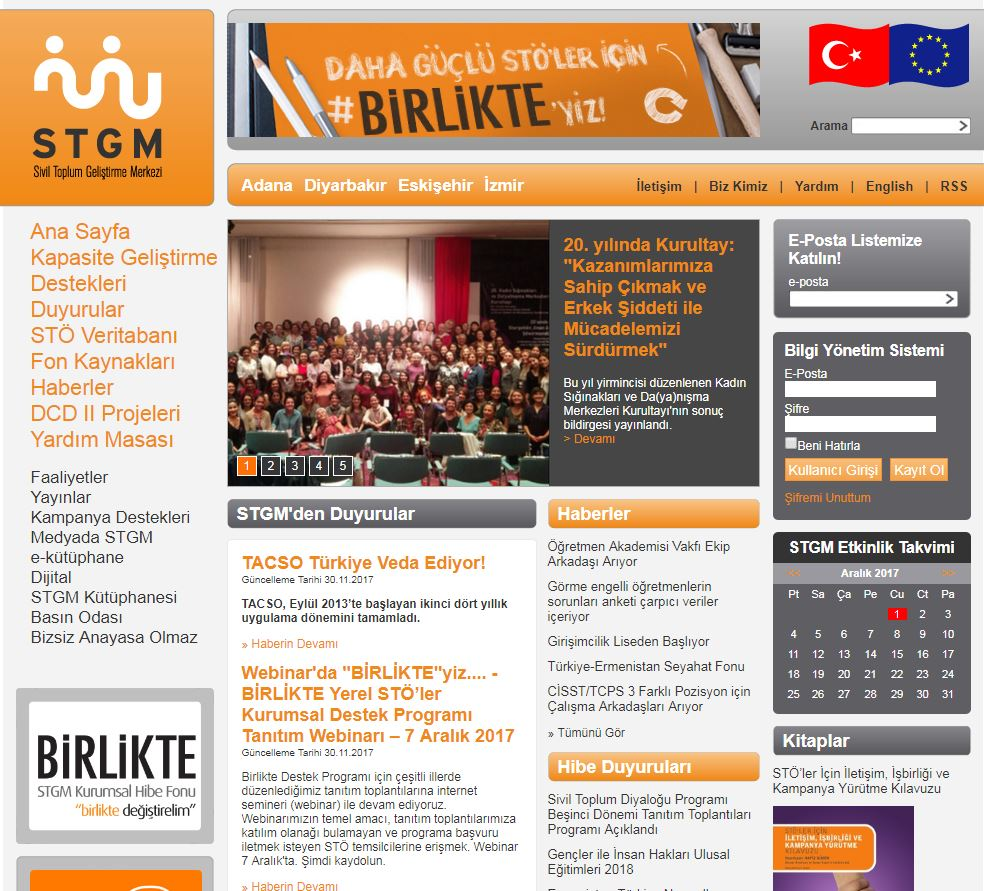 STGM
Sivil Toplum Geliştirme Merkezi
DAHA GÜÇLÜ STÖ'LER İÇİN
#BİRLİKTE'YİZ!
Arama
Adana Diyarbakır Eskişehir İzmir
İletişim | Biz Kimiz | Yardım | English | RSS
Ana Sayfa
Kapasite Geliştirme
Destekleri
Duyurular
STÖ Veritabanı
Fon Kaynakları
Haberler
DCD II Projeleri
Yardım Masası
Faaliyetler
Yayınlar
Kampanya Destekleri
Medyada STGM
e-kütüphane
Dijital
STGM Kütüphanesi
Basın Odası
Bizsiz Anayasa Olmaz
BİRLİKTE
STGM Kurumsal Hibe Fonu
"birlikte değiştirelim"
20. yılında Kurultay:
"Kazanımlarımıza
Sahip Çıkmak ve
Erkek Şiddeti ile
Mücadelemizi
Sürdürmek"
Bu yıl yirmincisi düzenlenen Kadın
Sığınakları ve Da(ya)nışma
Merkezleri Kurultayı'nın sonuç
bildirgesi yayınlandı.
> Devamı
1 2 3 4 5
STGM'den Duyurular
TACSO Türkiye Veda Ediyor!
Güncelleme Tarihi 30.11.2017
TACSO, Eylül 2013'te başlayan ikinci dört yıllık
uygulama dönemini tamamladı.
» Haberin Devamı
Webinar'da "BİRLİKTE"yiz.... -
BİRLİKTE Yerel STÖ'ler
Kurumsal Destek Programı
Tanıtım Webinarı – 7 Aralık 2017
Güncelleme Tarihi 30.11.2017
Birlikte Destek Programı için çeşitli illerde
düzenlediğimiz tanıtım toplantılarına internet
semineri (webinar) ile devam ediyoruz.
Webinarımızın temel amacı, tanıtım toplantılarımıza
katılım olanağı bulamayan ve programa başvuru
iletmek isteyen STÖ temsilcilerine erişmek. Webinar
7 Aralık'ta. Şimdi kaydolun.
» Haberin Devamı
Haberler
Öğretmen Akademisi Vakfı Ekip
Arkadaşı Arıyor
Görme engelli öğretmenlerin
sorunları anketi çarpıcı veriler
içeriyor
Girişimcilik Liseden Başlıyor
Türkiye-Ermenistan Seyahat Fonu
CİSST/TCPS 3 Farklı Pozisyon için
Çalışma Arkadaşları Arıyor
» Tümünü Gör
Hibe Duyuruları
Sivil Toplum Diyaloğu Programı
Beşinci Dönemi Tanıtım Toplantıları
Programı Açıklandı
Gençler ile İnsan Hakları Ulusal
Eğitimleri 2018
E-Posta Listemize
Katılın!
e-posta
Bilgi Yönetim Sistemi
E-Posta
Şifre
Beni Hatırla
Kullanıcı Girişi Kayıt Ol
Şifremi Unuttum
STGM Etkinlik Takvimi
<< Aralık 2017 >>
Pt Sa Ça Pe Cu Ct Pa
1 2 3
4 5 6 7 8 9 10
11 12 13 14 15 16 17
18 19 20 21 22 23 24
25 26 27 28 29 30 31
Kitaplar
STÖ'ler İçin İletişim, İşbirliği ve
Kampanya Yürütme Kılavuzu
STÖ'LER İÇİN
İLETİŞİM, İŞBİRLİĞİ VE
KAMPANYA YÜRÜTME
KILAVUZU